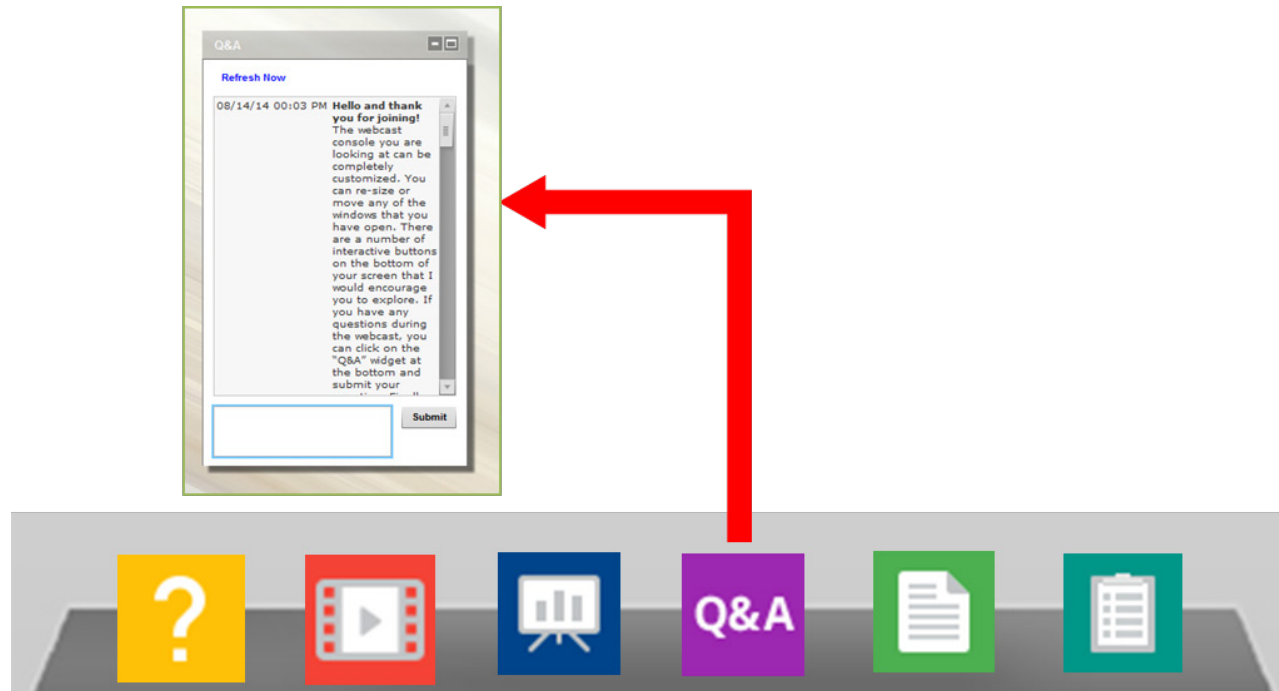 Q&A
Refresh Now
08/14/14 00:03 PM Hello and thank
you for joining!
The webcast
console you are
looking at can be
completely
customized. You
can re-size or
move any of the
windows that you
have open. There
are a number of
interactive buttons
on the bottom of
your screen that I
would encourage
you to explore. If
you have any
questions during
the webcast, you
can click on the
"Q&A" widget at
the bottom and
submit your
Submit
?
Q&A